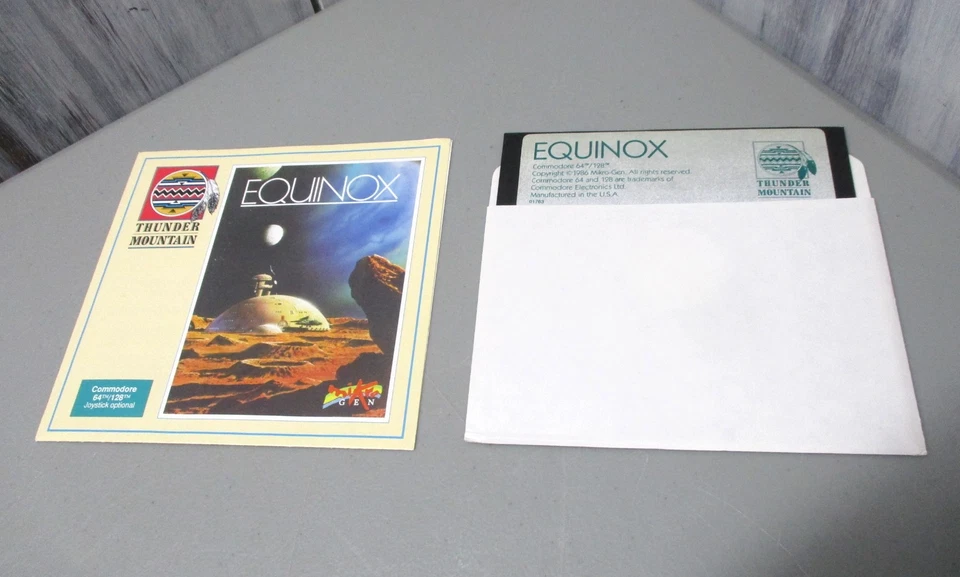 THUNDER
MOUNTAIN
EQUINOX
Commodore
64™/128™
Joystick optional
GEN
EQUINOX
Commodore 64™/128™
Copyright © 1986 Mikro-Gen. All rights reserved.
Commodore 64 and 128 are trademarks of
Commodore Electronics Ltd.
Manufactured in the U.S.A.
THUNDER
MOUNTAIN